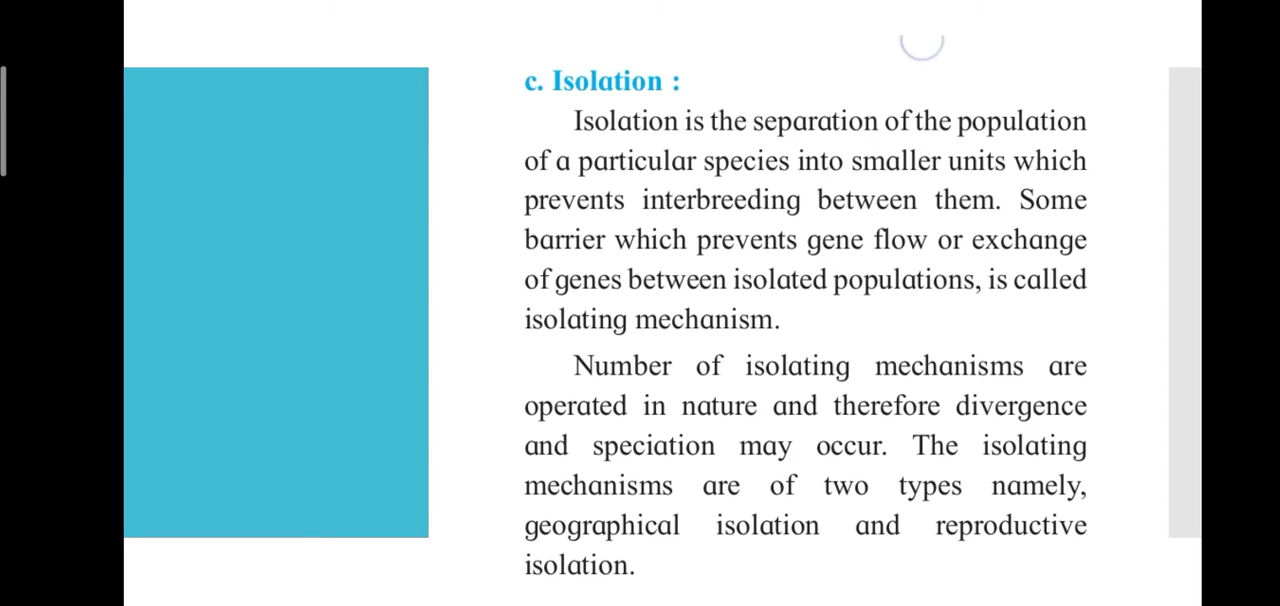 c. Isolation :
Isolation is the separation of the population
of a particular species into smaller units which
prevents interbreeding between them. Some
barrier which prevents gene flow or exchange
of genes between isolated populations, is called
isolating mechanism.
Number of isolating mechanisms are
operated in nature and therefore divergence
and speciation may occur. The isolating
mechanisms are of two types namely,
geographical isolation and reproductive
isolation.